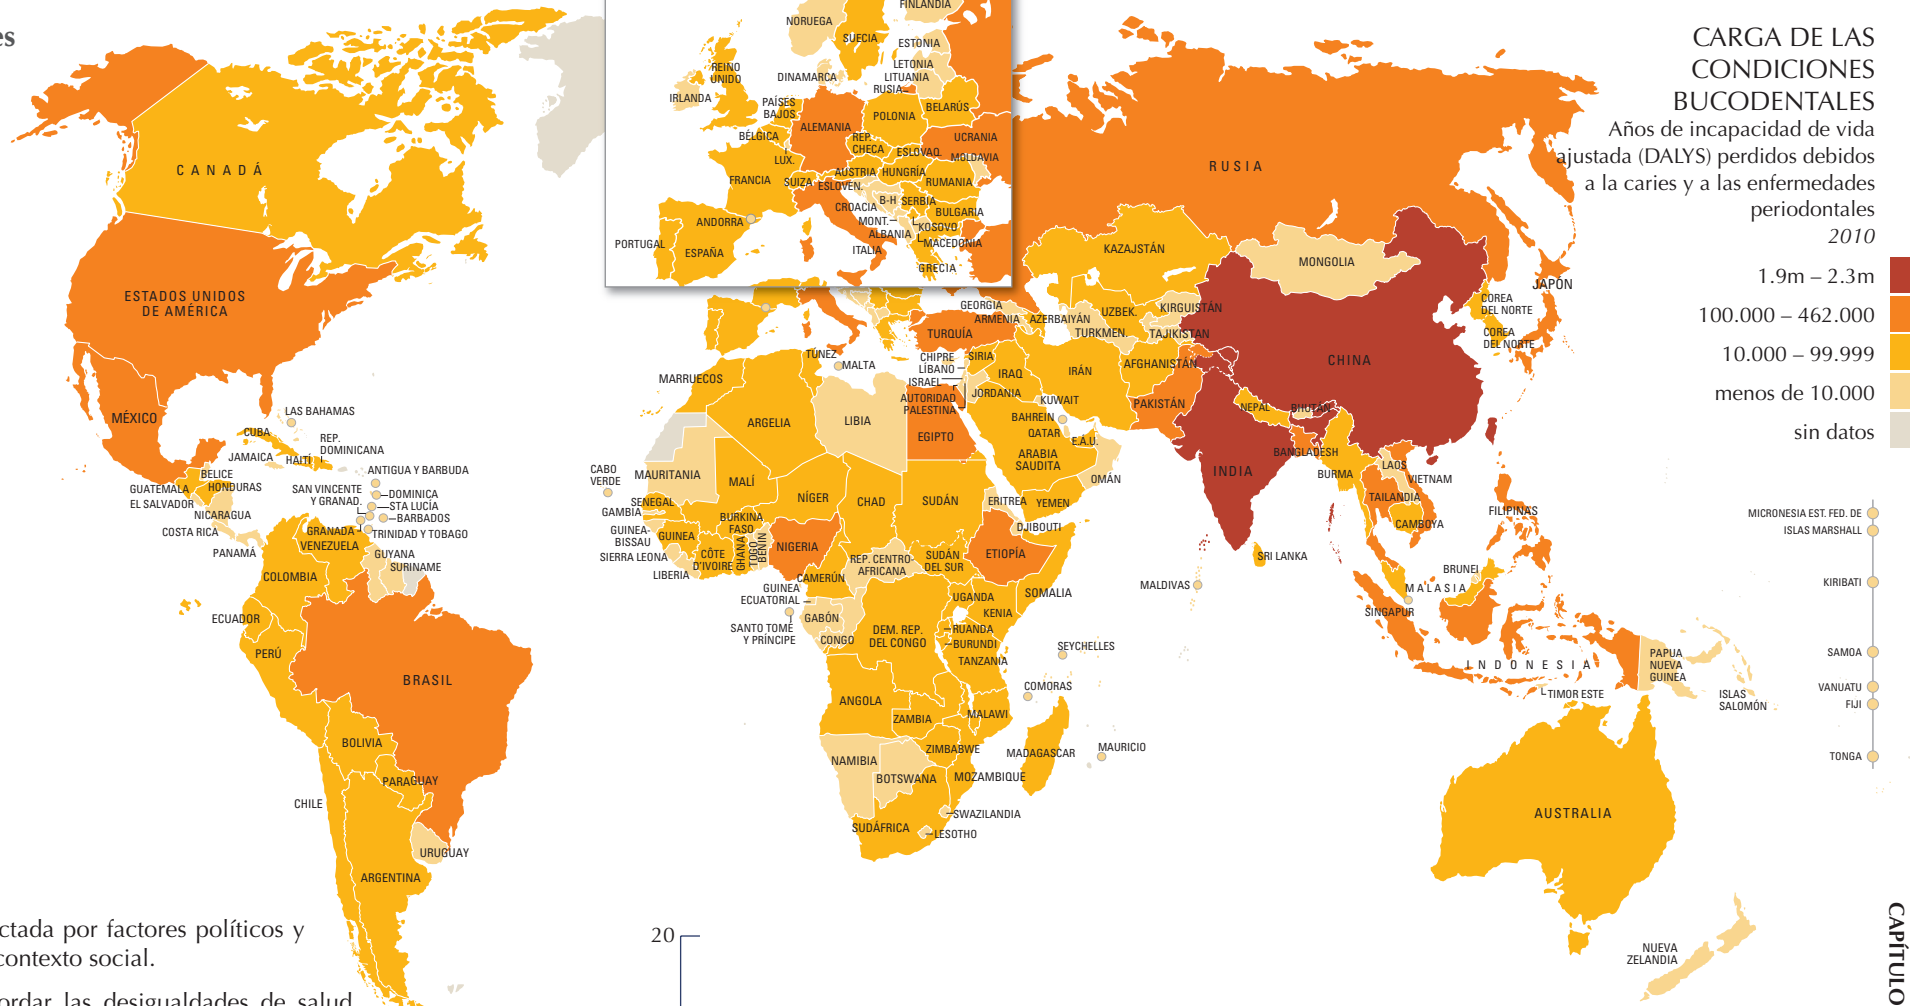 es
CARGA DE LAS
CONDICIONES
BUCODENTALES
Años de incapacidad de vida
ajustada (DALYS) perdidos debidos
a la caries y a las enfermedades
periodontales
2010
1.9m – 2.3m
100.000 – 462.000
10.000 – 99.999
menos de 10.000
sin datos
NORUEGA
FINLANDIA
SUECIA
ESTONIA
LETONIA
LITUANIA
RUSIA
DINAMARCA
REINO
UNIDO
IRLANDA
PAÍSES
BAJOS
BÉLGICA
ALEMANIA
POLONIA
BELARÚS
UCRANIA
REP.
CHECA
ESLOVAQ.
MOLDAVIA
LUX.
FRANCIA
SUIZA
AUSTRIA
HUNGRÍA
ESLOVEN.
RUMANIA
CROACIA
B-H
SERBIA
BULGARIA
MONT.
KOSOVO
ALBANIA
MACEDONIA
ANDORRA
PORTUGAL
ESPAÑA
ITALIA
GRECIA
CANADÁ
ESTADOS UNIDOS
DE AMÉRICA
MÉXICO
LAS BAHAMAS
CUBA
REP.
DOMINICANA
JAMAICA
HAITÍ
BELICE
HONDURAS
GUATEMALA
EL SALVADOR
NICARAGUA
COSTA RICA
PANAMÁ
ANTIGUA Y BARBUDA
SAN VINCENTE
Y GRANAD.
DOMINICA
STA LUCÍA
BARBADOS
GRANADA
TRINIDAD Y TOBAGO
VENEZUELA
GUYANA
SURINAME
COLOMBIA
ECUADOR
PERÚ
BRASIL
BOLIVIA
PARAGUAY
CHILE
URUGUAY
ARGENTINA
RUSIA
KAZAJSTÁN
MONGOLIA
GEORGIA
ARMENIA
AZERBAIYÁN
UZBEK.
KIRGUISTÁN
TURKMEN.
TAJIKISTAN
TURQUÍA
COREA
DEL NORTE
COREA
DEL NORTE
JAPÓN
CHINA
TÚNEZ
MALTA
CHIPRE
LÍBANO
ISRAEL
SIRIA
IRAQ
IRÁN
AFGHANISTÁN
JORDANIA
AUTORIDAD
PALESTINA
KUWAIT
BAHREIN
QATAR
E.A.U.
PAKISTÁN
NEPAL
BHUTÁN
MARRUECOS
ARGELIA
LIBIA
EGIPTO
ARABIA
SAUDITA
OMÁN
YEMEN
INDIA
BANGLADESH
BURMA
LAOS
VIETNAM
TAILANDIA
CAMBOYA
FILIPINAS
CABO
VERDE
MAURITANIA
MALÍ
NÍGER
CHAD
SUDÁN
ERITREA
DJIBOUTI
SENEGAL
GAMBIA
GUINEA-
BISSAU
GUINEA
SIERRA LEONA
LIBERIA
BURKINA
FASO
CÔTE
D'IVOIRE
GHANA
TOGO
BENÍN
NIGERIA
CAMERÚN
REP. CENTRO-
AFRICANA
SUDÁN
DEL SUR
ETIOPÍA
SOMALIA
GUINEA
ECUATORIAL
SANTO TOMÉ
Y PRÍNCIPE
GABÓN
CONGO
DEM. REP.
DEL CONGO
UGANDA
KENIA
RUANDA
BURUNDI
TANZANIA
SEYCHELLES
COMORAS
ANGOLA
ZAMBIA
MALAWI
ZIMBABWE
MADAGASCAR
MAURICIO
NAMIBIA
BOTSWANA
MOZAMBIQUE
SWAZILANDIA
SUDÁFRICA
LESOTHO
MALDIVAS
SRI LANKA
BRUNEI
MALASIA
SINGAPUR
INDONESIA
TIMOR ESTE
PAPUA
NUEVA
GUINEA
ISLAS
SALOMÓN
AUSTRALIA
NUEVA
ZELANDIA
MICRONESIA EST. FED. DE
ISLAS MARSHALL
KIRIBATI
SAMOA
VANUATU
FIJI
TONGA
ctada por factores políticos y
contexto social.
ordar las desigualdades de salud
20
CAPÍTULO